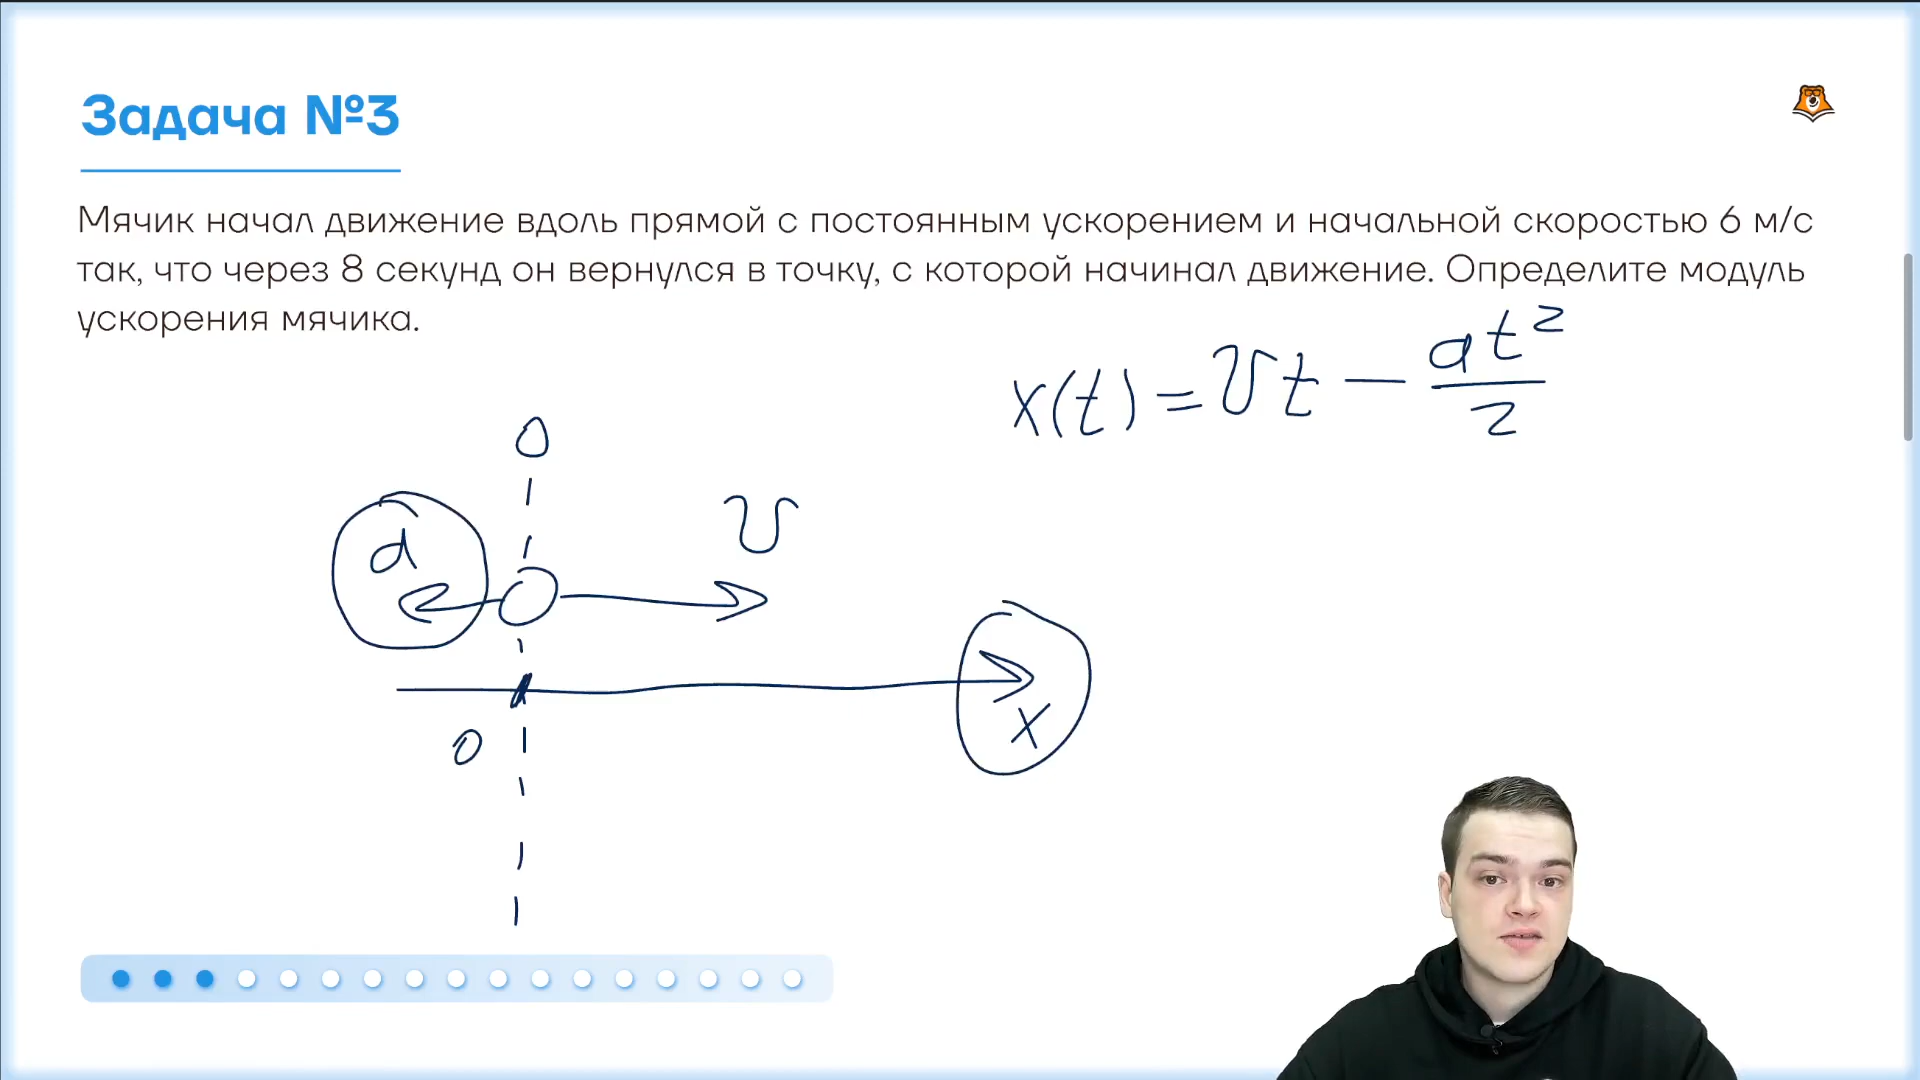 Задача №3
Мячик начал движение вдоль прямой с постоянным ускорением и начальной скоростью 6 м/с
так, что через 8 секунд он вернулся в точку, с которой начинал движение. Определите модуль
ускорения мячика.
x(t) = υt − at²/2
0
a
υ
0
x